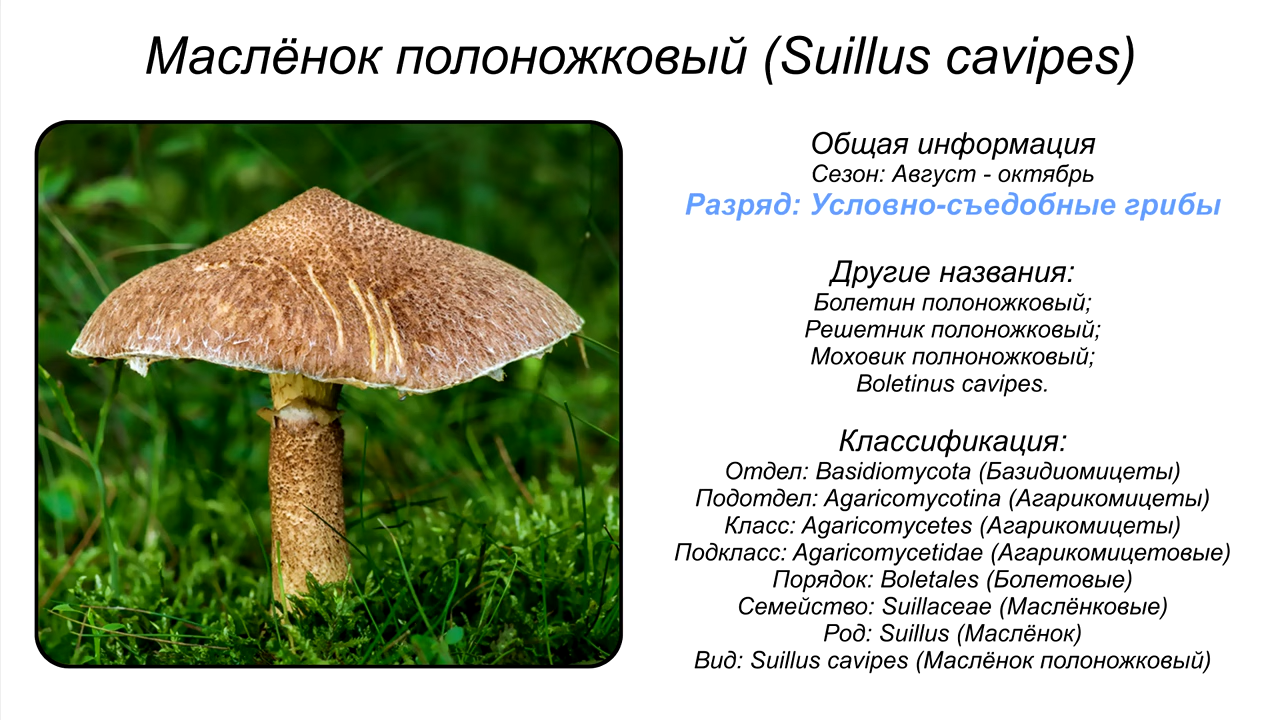 Маслёнок полоножковый (Suillus cavipes)
Общая информация
Сезон: Август - октябрь
Разряд: Условно-съедобные грибы
Другие названия:
Болетин полоножковый;
Решетник полоножковый;
Моховик полноножковый;
Boletinus cavipes.
Классификация:
Отдел: Basidiomycota (Базидиомицеты)
Подотдел: Agaricomycotina (Агарикомицеты)
Класс: Agaricomycetes (Агарикомицеты)
Подкласс: Agaricomycetidae (Агарикомицетовые)
Порядок: Boletales (Болетовые)
Семейство: Suillaceae (Маслёнковые)
Род: Suillus (Маслёнок)
Вид: Suillus cavipes (Маслёнок полоножковый)